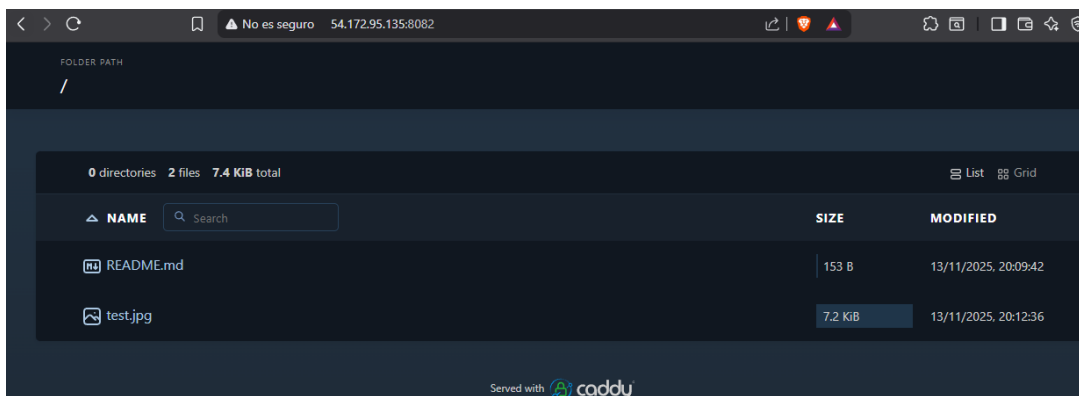 No es seguro 54.172.95.135:8082
FOLDER PATH
/
0 directories 2 files 7.4 KiB total List Grid
NAME Search SIZE MODIFIED
README.md 153 B 13/11/2025, 20:09:42
test.jpg 7.2 KiB 13/11/2025, 20:12:36
Served with caddy